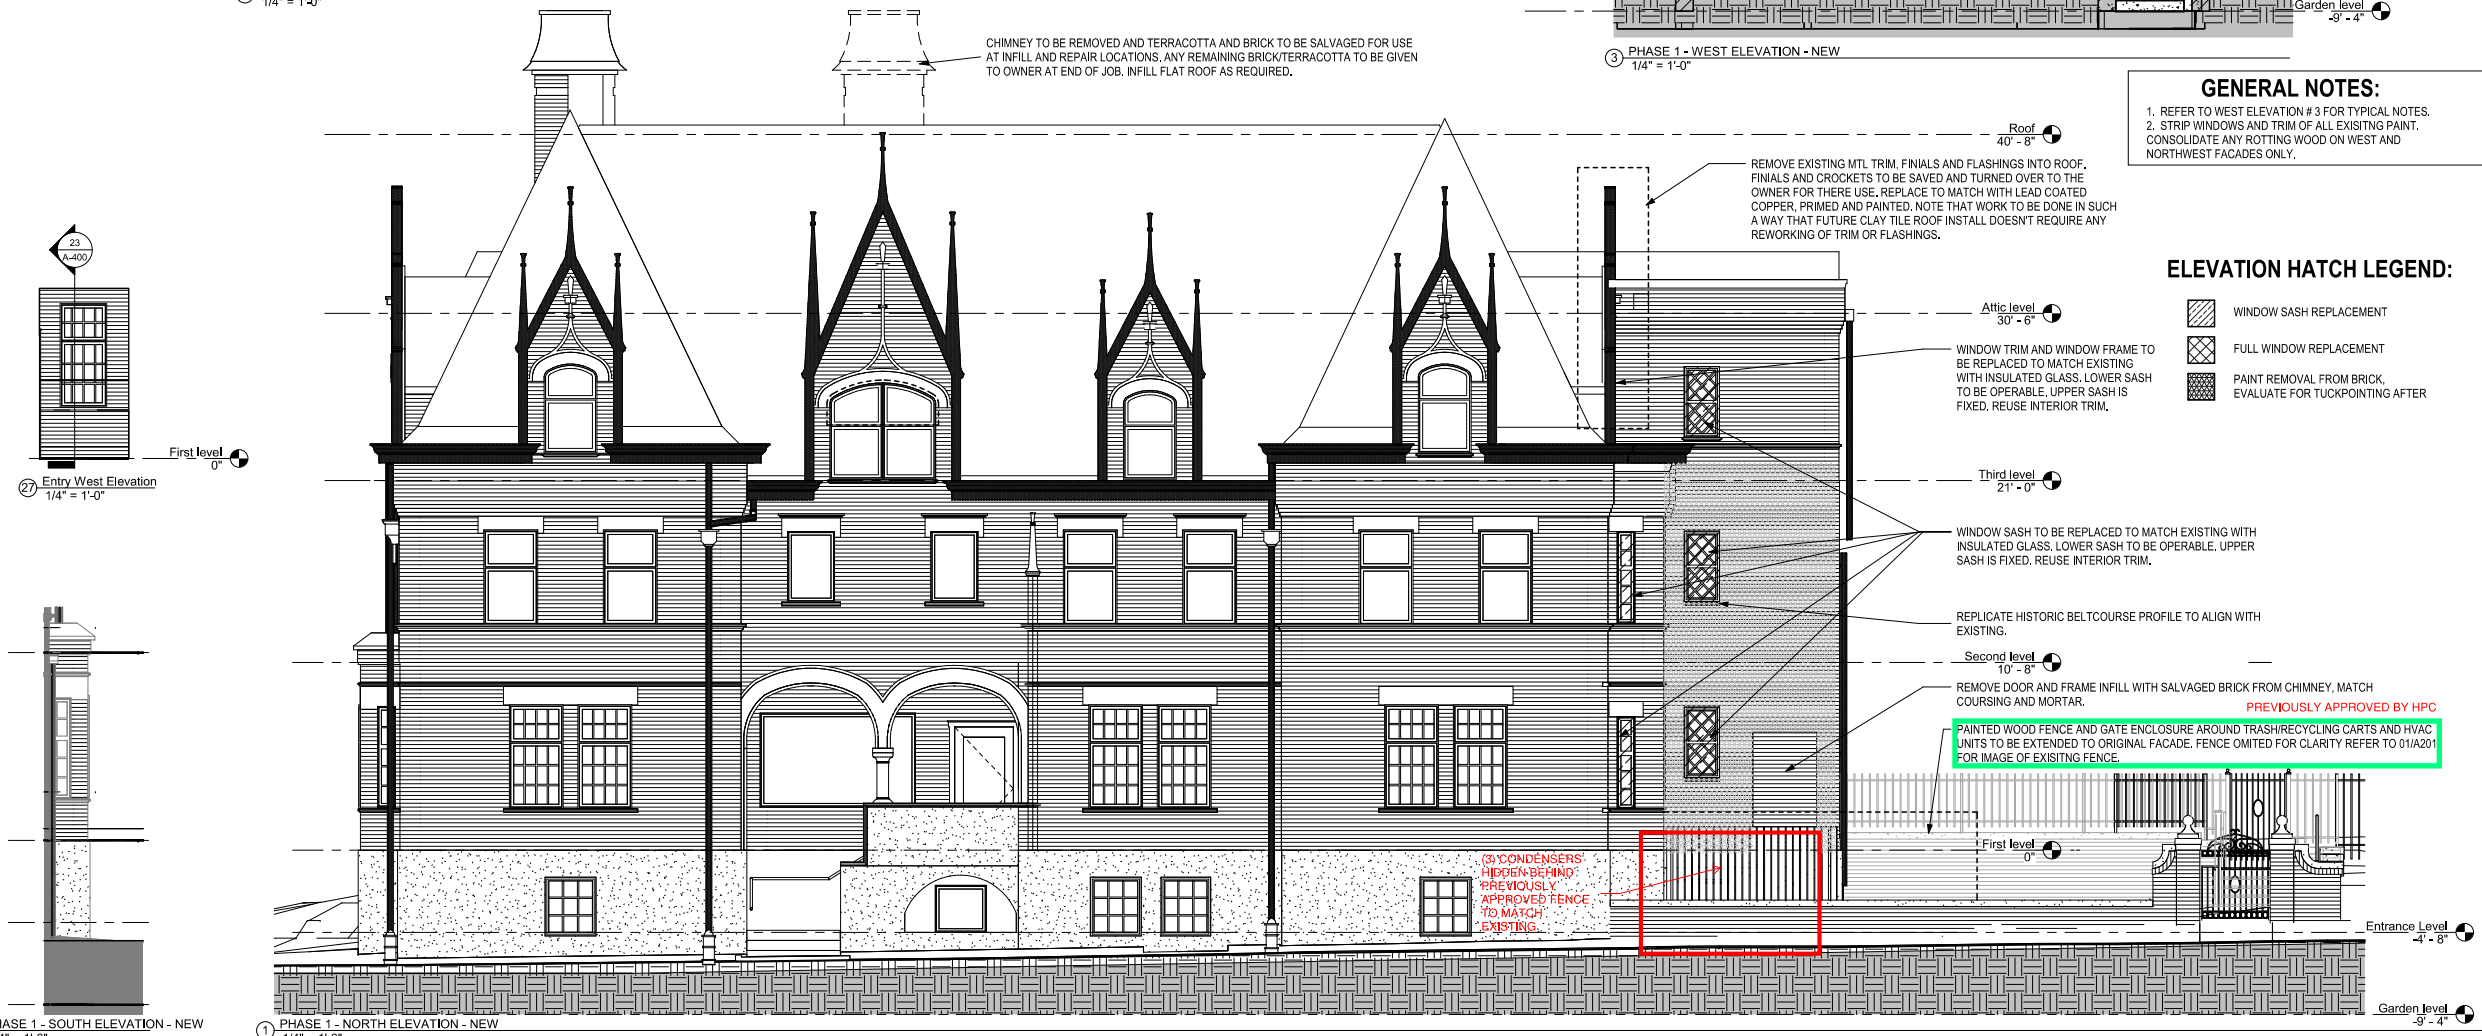 1/4" = 1'-0"
Garden level
-9' - 4"
3
PHASE 1 - WEST ELEVATION - NEW
1/4" = 1'-0"
CHIMNEY TO BE REMOVED AND TERRACOTTA AND BRICK TO BE SALVAGED FOR USE
AT INFILL AND REPAIR LOCATIONS. ANY REMAINING BRICK/TERRACOTTA TO BE GIVEN
TO OWNER AT END OF JOB. INFILL FLAT ROOF AS REQUIRED.
GENERAL NOTES:
1. REFER TO WEST ELEVATION # 3 FOR TYPICAL NOTES.
2. STRIP WINDOWS AND TRIM OF ALL EXISITNG PAINT.
CONSOLIDATE ANY ROTTING WOOD ON WEST AND
NORTHWEST FACADES ONLY.
Roof
40' - 8"
REMOVE EXISTING MTL TRIM, FINIALS AND FLASHINGS INTO ROOF.
FINIALS AND CROCKETS TO BE SAVED AND TURNED OVER TO THE
OWNER FOR THERE USE. REPLACE TO MATCH WITH LEAD COATED
COPPER, PRIMED AND PAINTED. NOTE THAT WORK TO BE DONE IN SUCH
A WAY THAT FUTURE CLAY TILE ROOF INSTALL DOESN'T REQUIRE ANY
REWORKING OF TRIM OR FLASHINGS.
23
A-400
ELEVATION HATCH LEGEND:
WINDOW SASH REPLACEMENT
FULL WINDOW REPLACEMENT
PAINT REMOVAL FROM BRICK,
EVALUATE FOR TUCKPOINTING AFTER
Attic level
30' - 6"
WINDOW TRIM AND WINDOW FRAME TO
BE REPLACED TO MATCH EXISTING
WITH INSULATED GLASS. LOWER SASH
TO BE OPERABLE, UPPER SASH IS
FIXED. REUSE INTERIOR TRIM.
First level
0"
27
Entry West Elevation
1/4" = 1'-0"
Third level
21' - 0"
WINDOW SASH TO BE REPLACED TO MATCH EXISTING WITH
INSULATED GLASS. LOWER SASH TO BE OPERABLE. UPPER
SASH IS FIXED. REUSE INTERIOR TRIM.
REPLICATE HISTORIC BELTCOURSE PROFILE TO ALIGN WITH
EXISTING.
Second level
10' - 8"
REMOVE DOOR AND FRAME INFILL WITH SALVAGED BRICK FROM CHIMNEY, MATCH
COURSING AND MORTAR.
PREVIOUSLY APPROVED BY HPC
PAINTED WOOD FENCE AND GATE ENCLOSURE AROUND TRASH/RECYCLING CARTS AND HVAC
UNITS TO BE EXTENDED TO ORIGINAL FACADE. FENCE OMITED FOR CLARITY REFER TO 01/A201
FOR IMAGE OF EXISITNG FENCE.
First level
0"
(3) CONDENSERS
HIDDEN BEHIND
PREVIOUSLY
APPROVED FENCE
TO MATCH
EXISTING
Entrance Level
-4' - 8"
Garden level
-9' - 4"
HASE 1 - SOUTH ELEVATION - NEW
1
PHASE 1 - NORTH ELEVATION - NEW